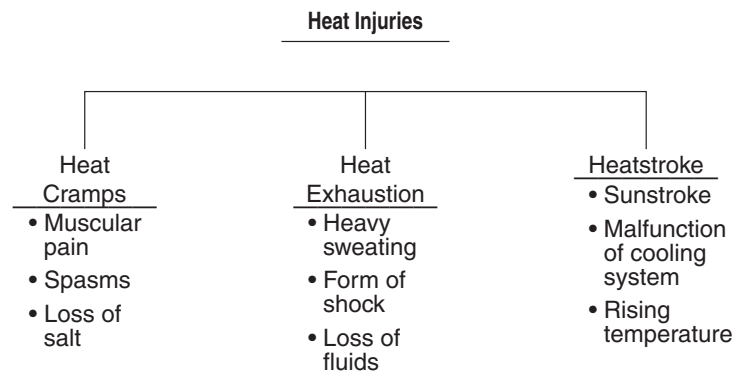 Heat Injuries
Heat
Cramps
• Muscular
pain
• Spasms
• Loss of
salt
Heat
Exhaustion
• Heavy
sweating
• Form of
shock
• Loss of
fluids
Heatstroke
• Sunstroke
• Malfunction
of cooling
system
• Rising
temperature